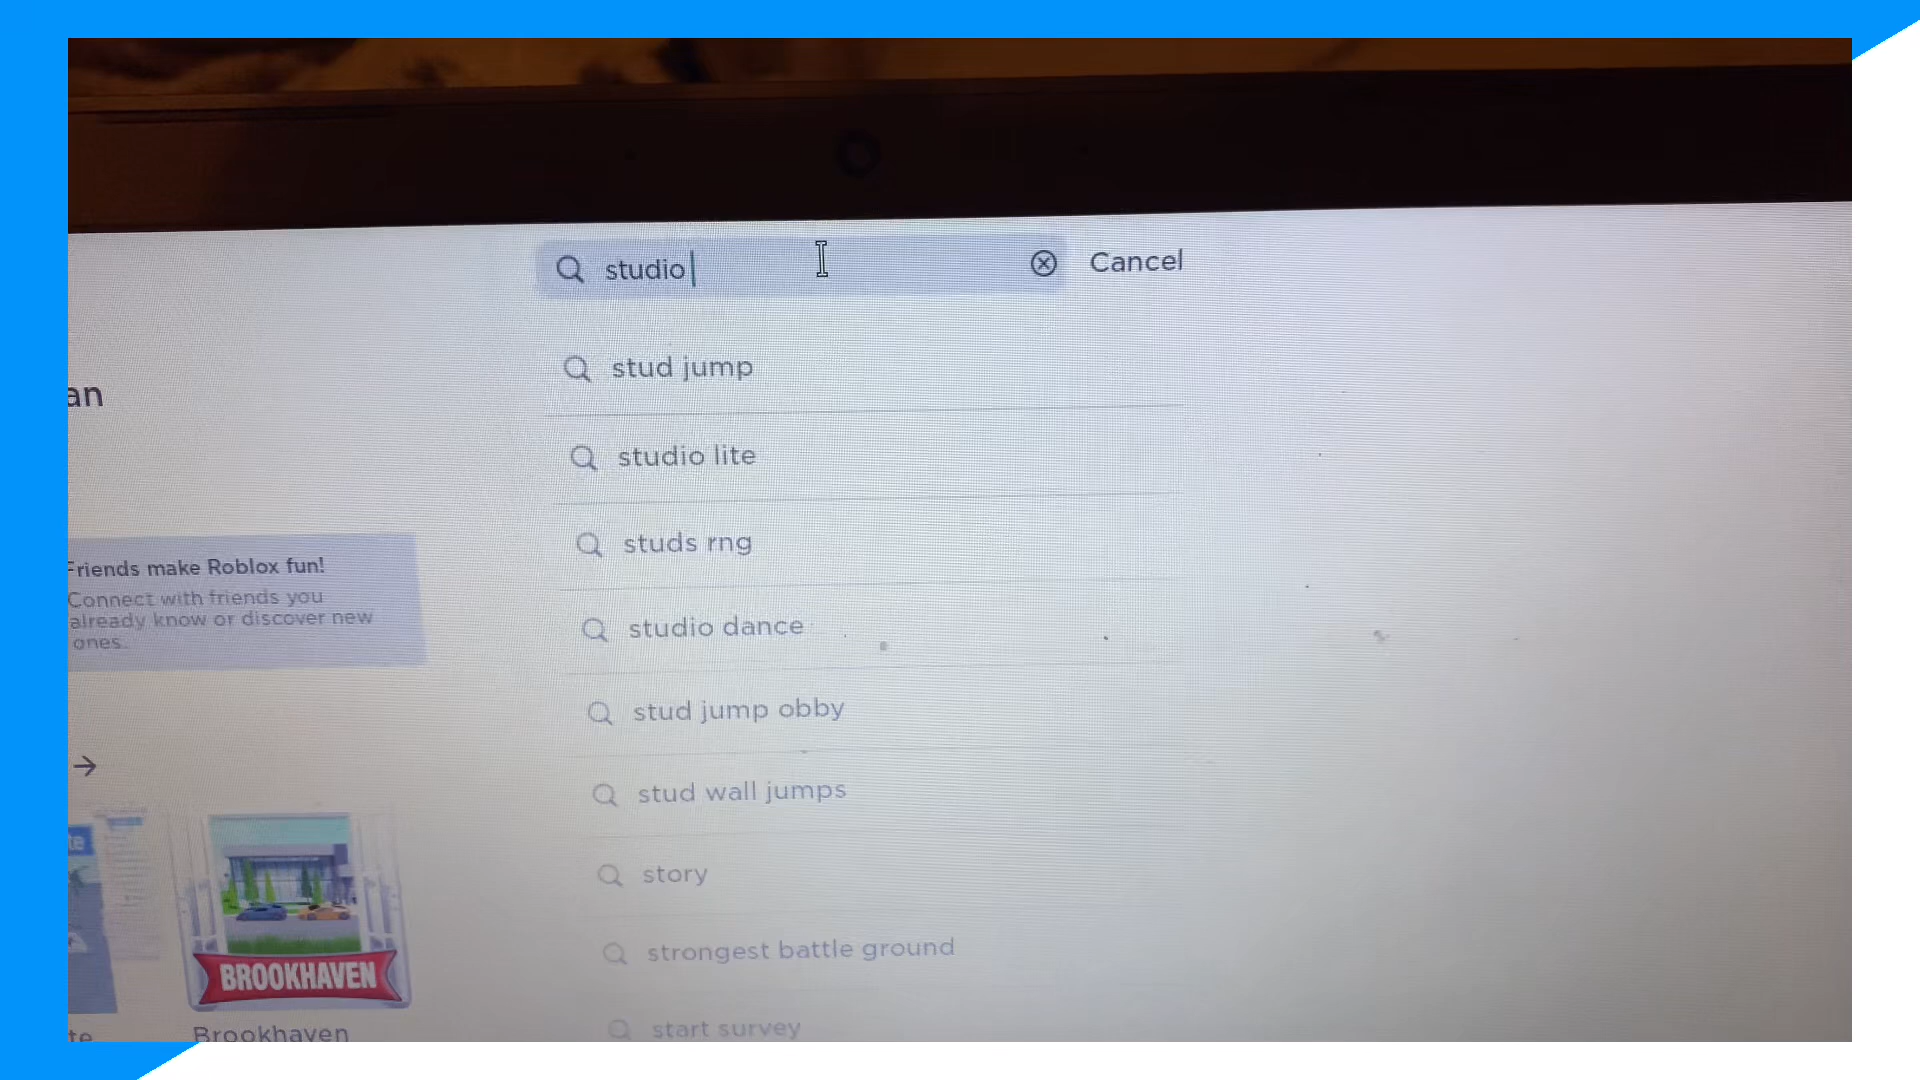 studio
Cancel
stud jump
studio lite
studs rng
studio dance
stud jump obby
stud wall jumps
story
strongest battle ground
start survey
an
Friends make Roblox fun!
Connect with friends you
already know or discover new
ones.
te
BROOKHAVEN
te
Brookhaven